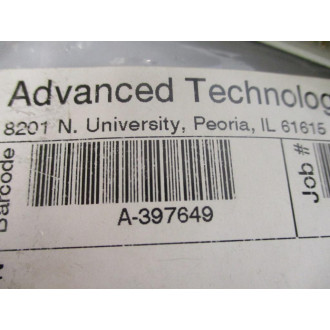 Advanced Technolog
8201 N. University, Peoria, IL 61615
Barcode
A-397649
Job #